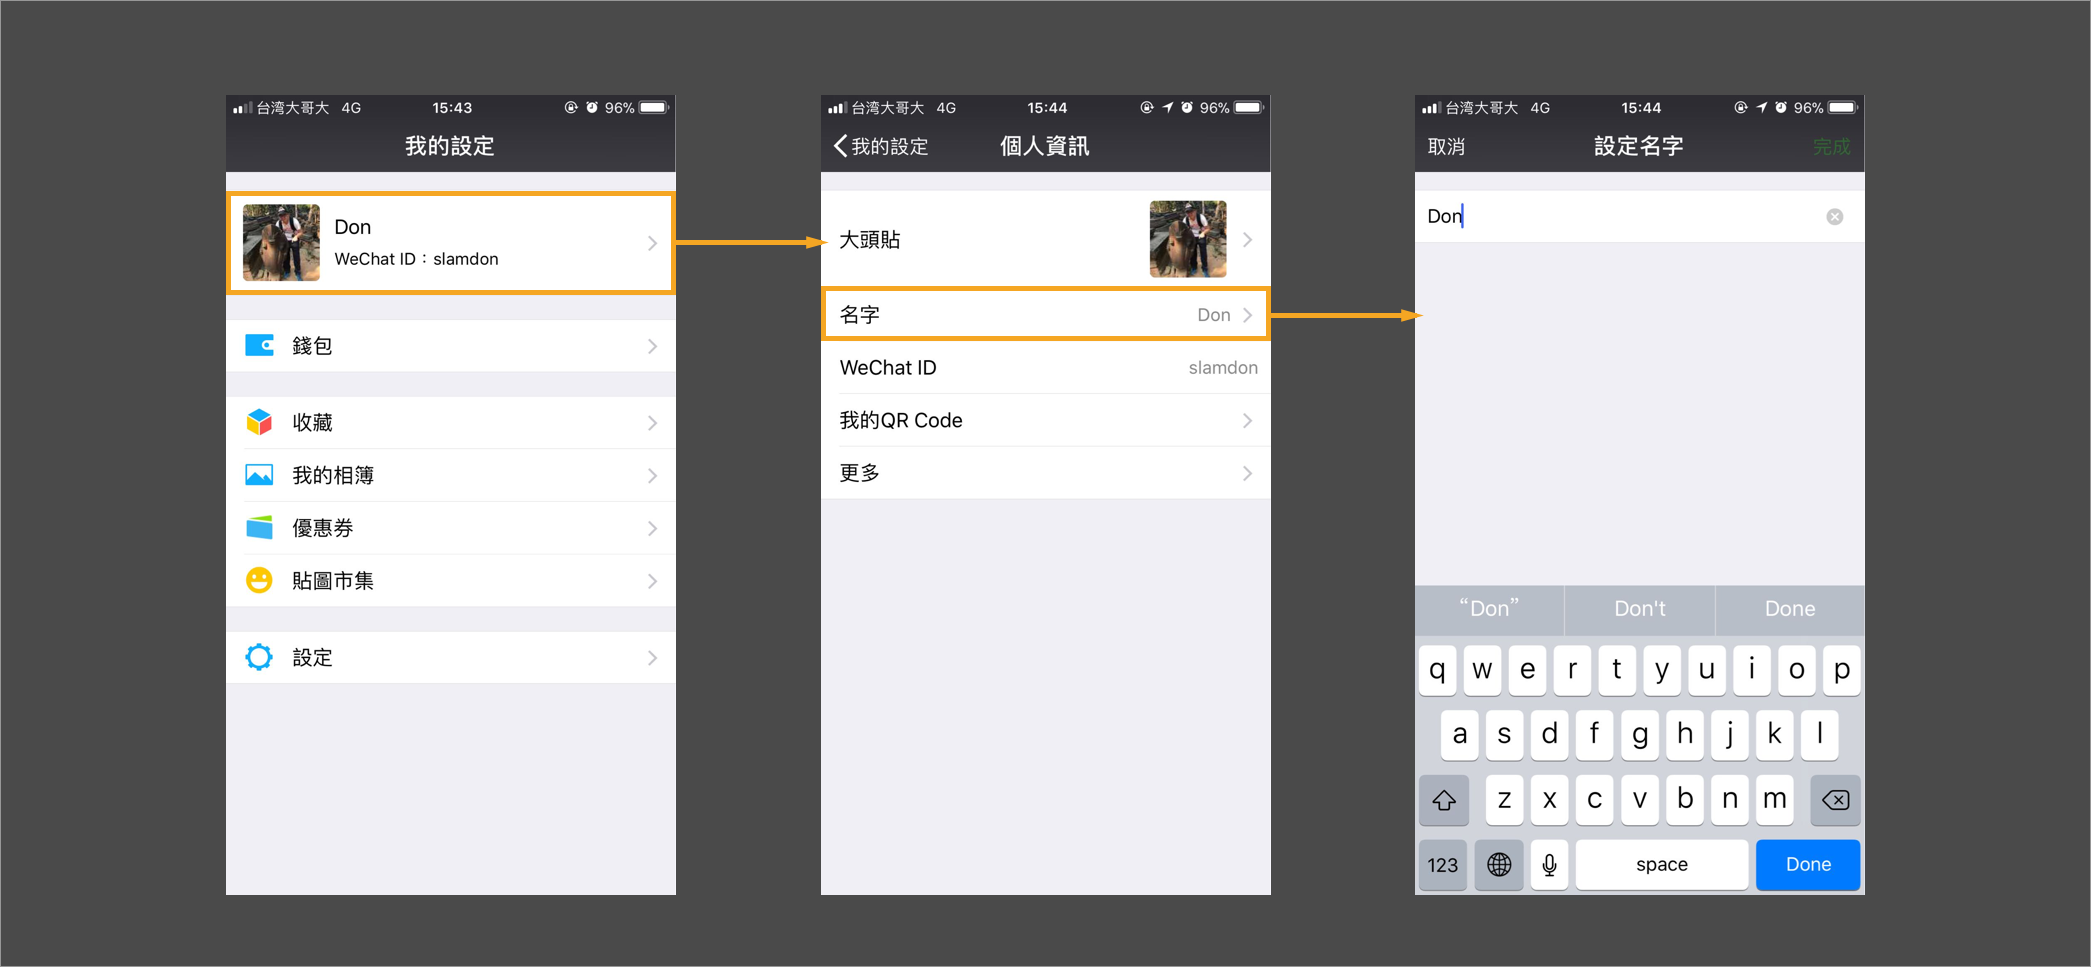 台湾大哥大 4G 15:43 96%
我的設定
Don
WeChat ID：slamdon
錢包
收藏
我的相簿
優惠券
貼圖市集
設定
台湾大哥大 4G 15:44 96%
我的設定 個人資訊
大頭貼
名字 Don
WeChat ID slamdon
我的QR Code
更多
台湾大哥大 4G 15:44 96%
取消 設定名字 完成
Don
“Don” Don't Done
q w e r t y u i o p
a s d f g h j k l
z x c v b n m
123 space Done